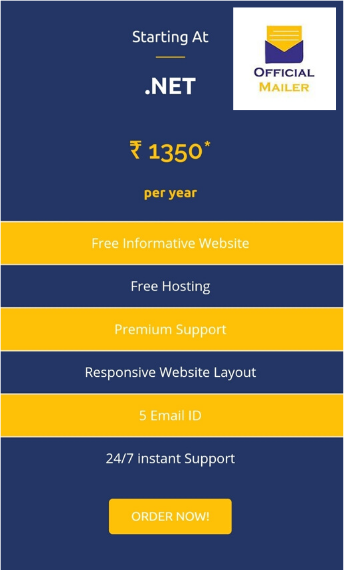 Starting At
OFFICIAL
MAILER
.NET
₹ 1350*
per year
Free Informative Website
Free Hosting
Premium Support
Responsive Website Layout
5 Email ID
24/7 instant Support
ORDER NOW!